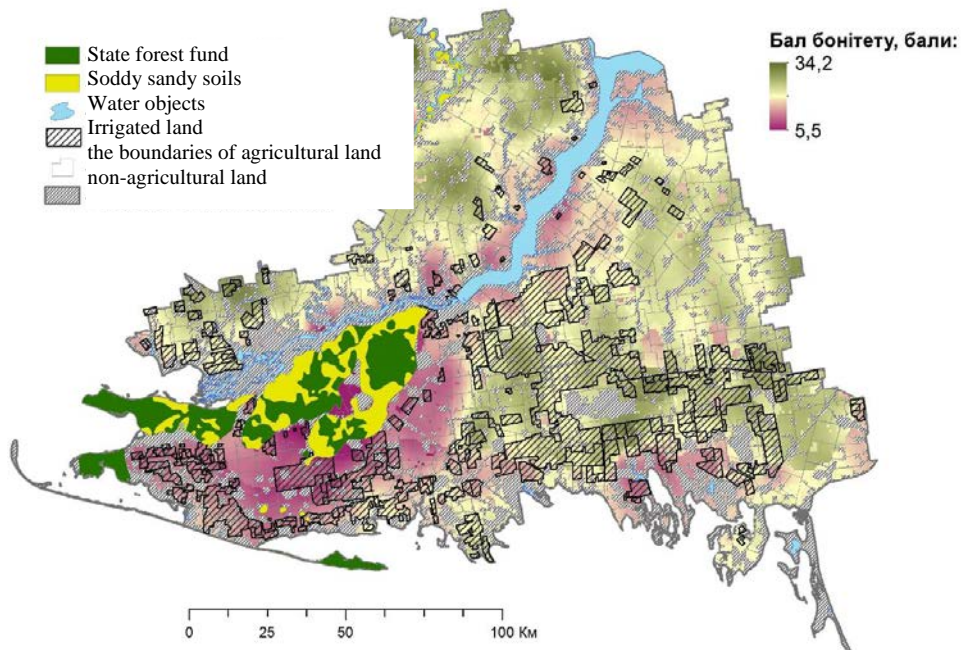 State forest fund
Soddy sandy soils
Water objects
Irrigated land
the boundaries of agricultural land
non-agricultural land
Бал бонітету, бали:
34,2
5,5
0 25 50 100 Км